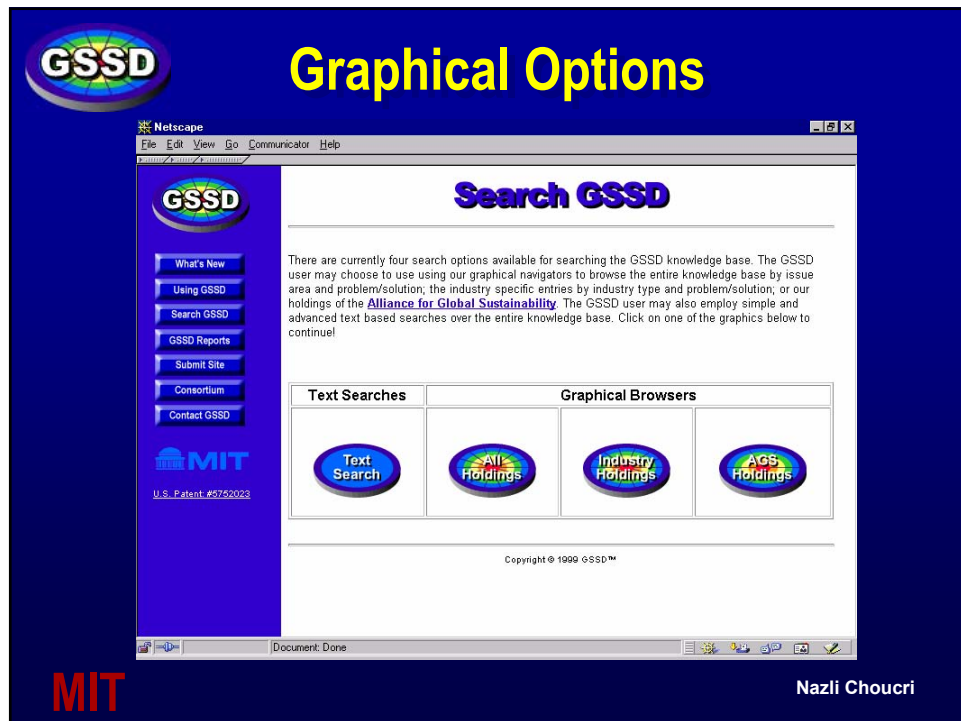 GSSD
Graphical Options
Netscape
File Edit View Go Communicator Help
GSSD
What's New
Using GSSD
Search GSSD
GSSD Reports
Submit Site
Consortium
Contact GSSD
MIT
U.S. Patent #5752023
Search GSSD
There are currently four search options available for searching the GSSD knowledge base. The GSSD
user may choose to use using our graphical navigators to browse the entire knowledge base by issue
area and problem/solution; the industry specific entries by industry type and problem/solution; or our
holdings of the Alliance for Global Sustainability. The GSSD user may also employ simple and
advanced text based searches over the entire knowledge base. Click on one of the graphics below to
continue!
Text Searches Graphical Browsers
Text Search
All Holdings
Industry Holdings
AGS Holdings
Copyright © 1999 GSSD™
Document: Done
MIT
Nazli Choucri